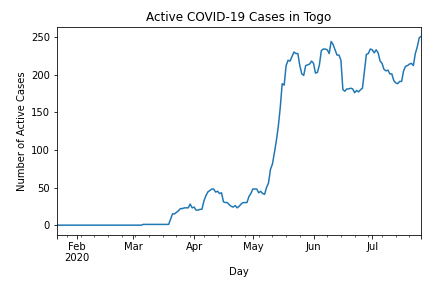 Active COVID-19 Cases in Togo
Number of Active Cases
250
200
150
100
50
0
Feb Mar Apr May Jun Jul
2020
Day